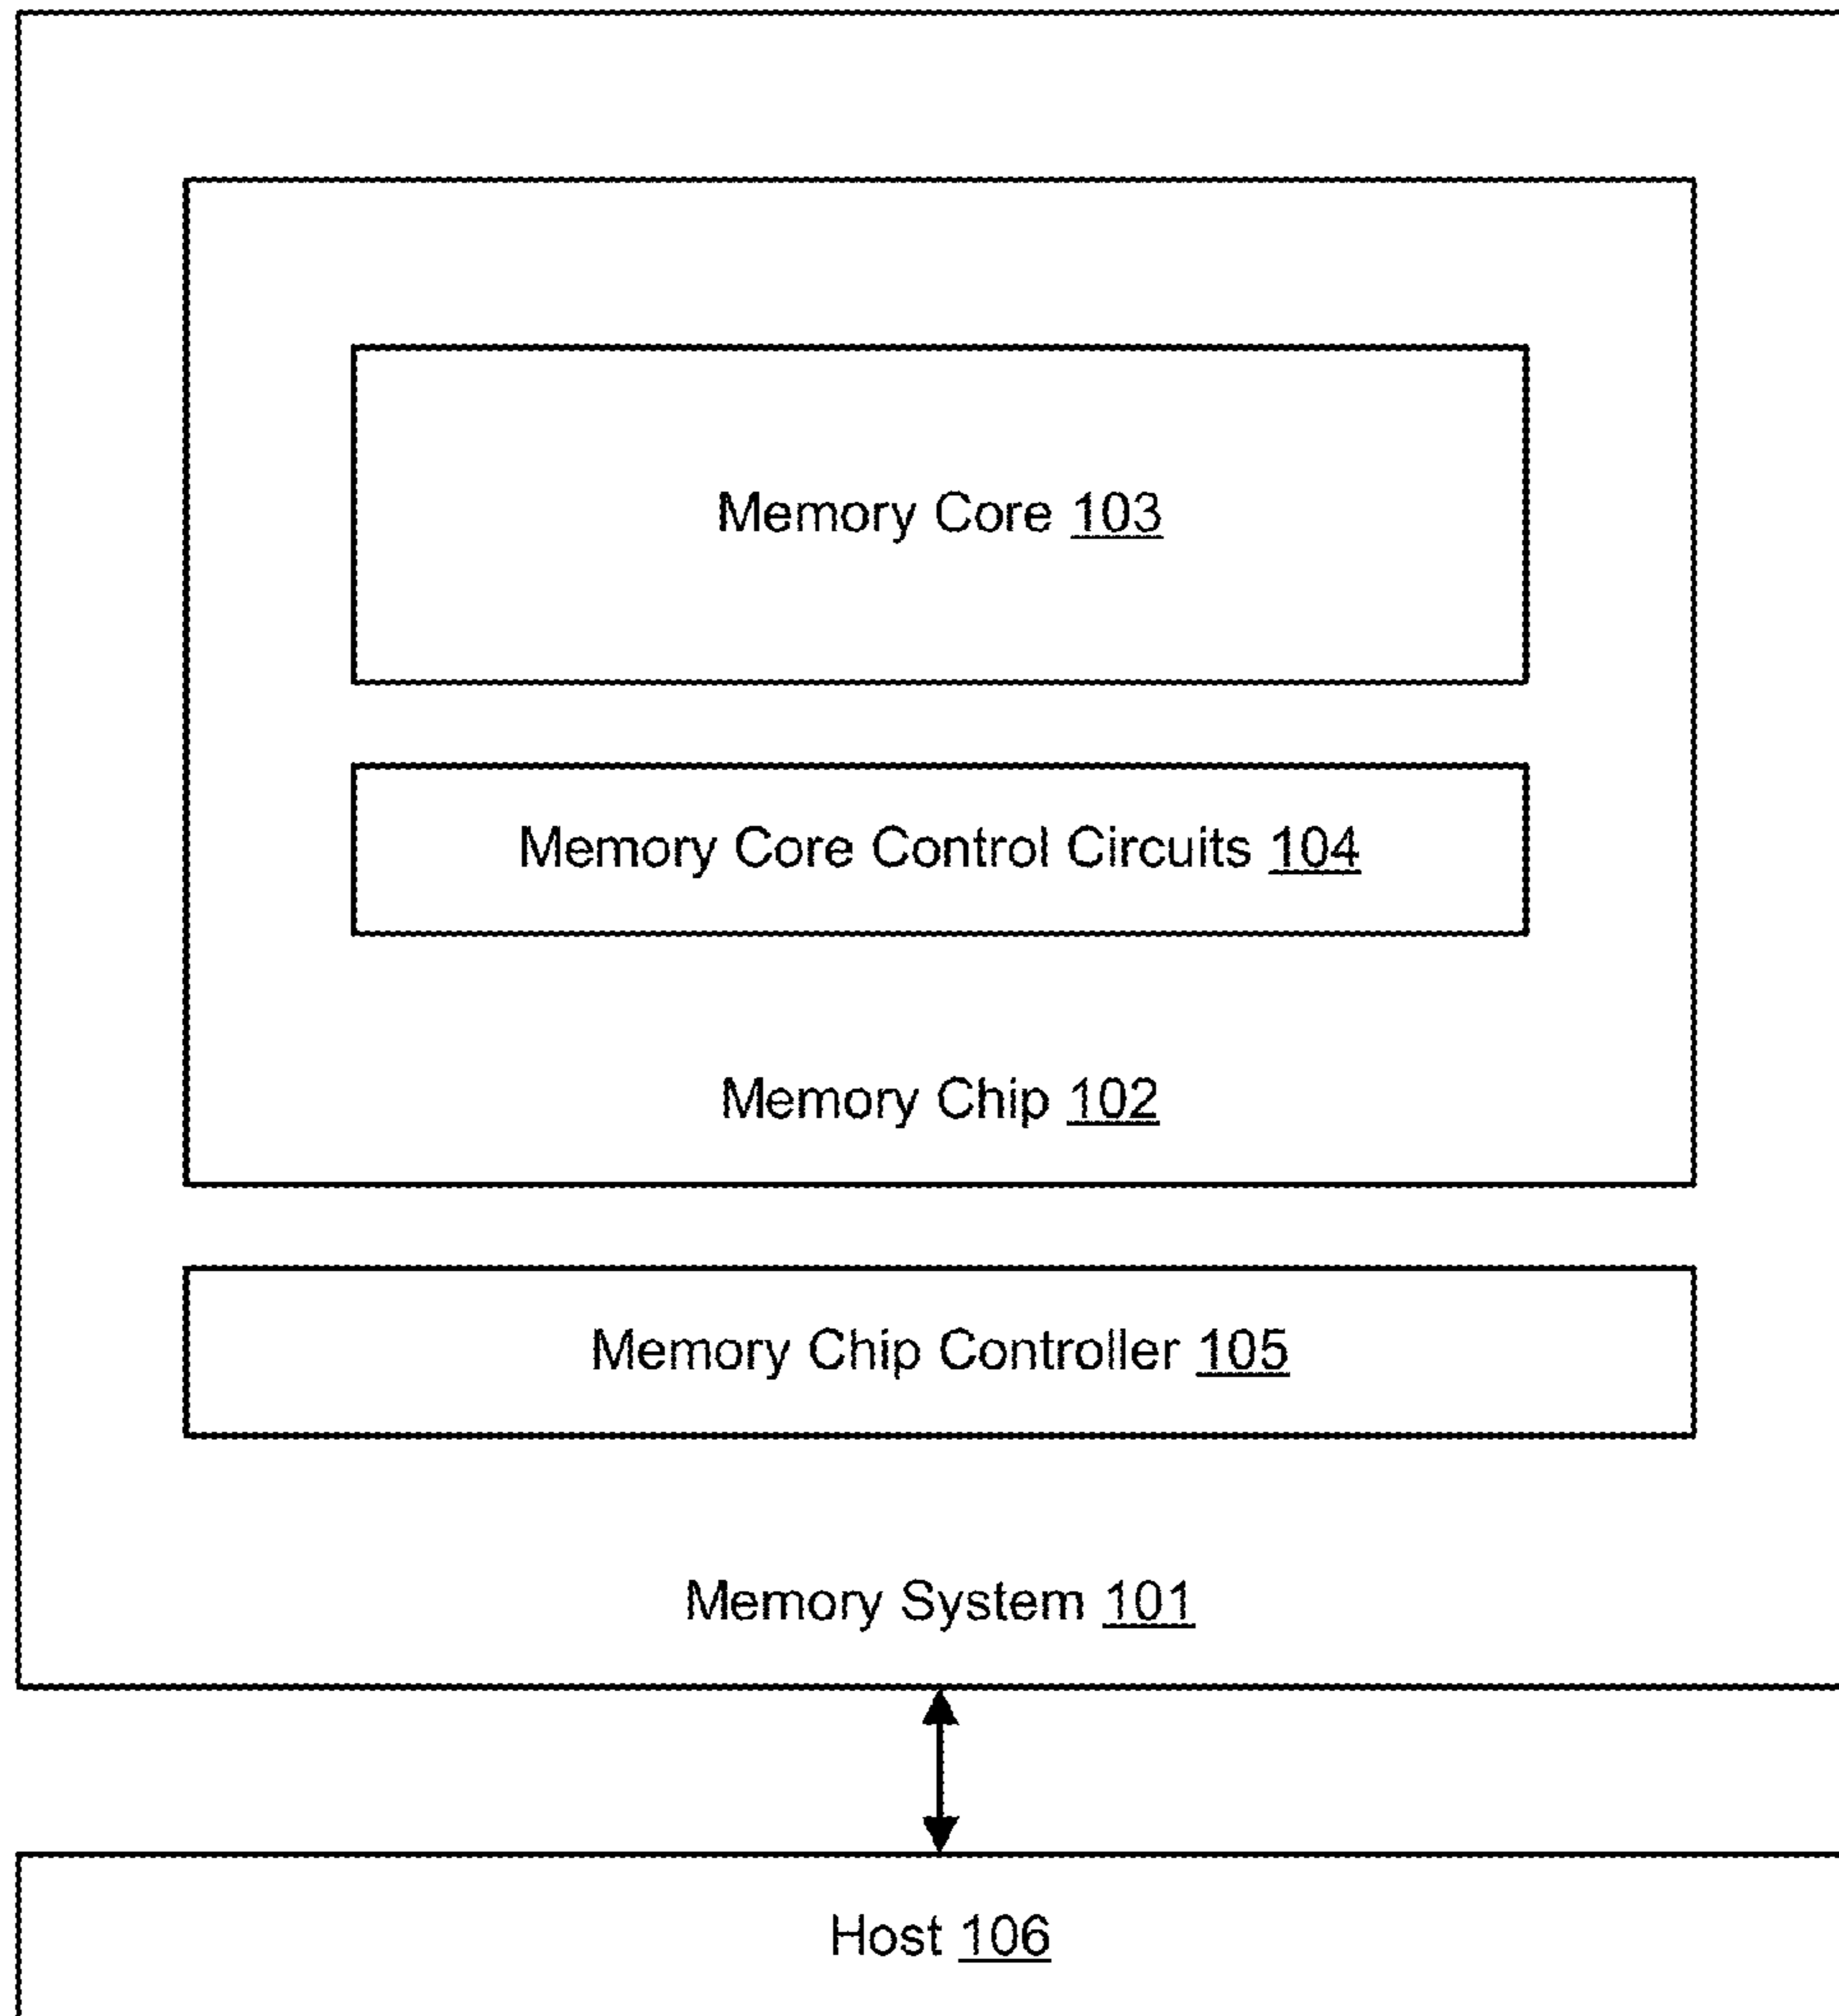 Memory Core 103
Memory Core Control Circuits 104
Memory Chip 102
Memory Chip Controller 105
Memory System 101
Host 106